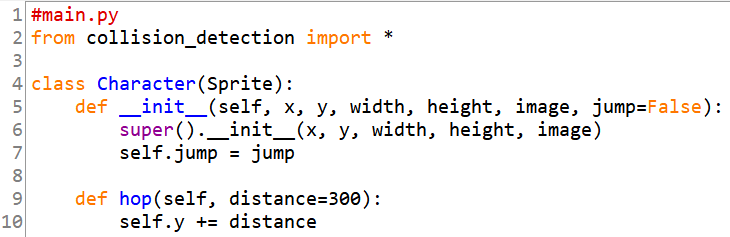 1 #main.py
2 from collision_detection import *
3
4 class Character(Sprite):
5     def __init__(self, x, y, width, height, image, jump=False):
6         super().__init__(x, y, width, height, image)
7         self.jump = jump
8
9     def hop(self, distance=300):
10         self.y += distance